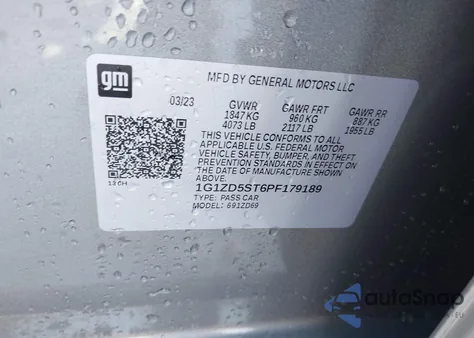 gm
MFD BY GENERAL MOTORS LLC
03/23 GVWR GAWR FRT GAWR RR
1847 KG 960 KG 887 KG
4073 LB 2117 LB 1955 LB
THIS VEHICLE CONFORMS TO ALL
APPLICABLE U.S. FEDERAL MOTOR
VEHICLE SAFETY, BUMPER, AND THEFT
PREVENTION STANDARDS IN EFFECT ON
THE DATE OF MANUFACTURE SHOWN
ABOVE.
1G1ZD5ST6PF179189
TYPE: PASS CAR
MODEL: 691ZD69
autoSnap